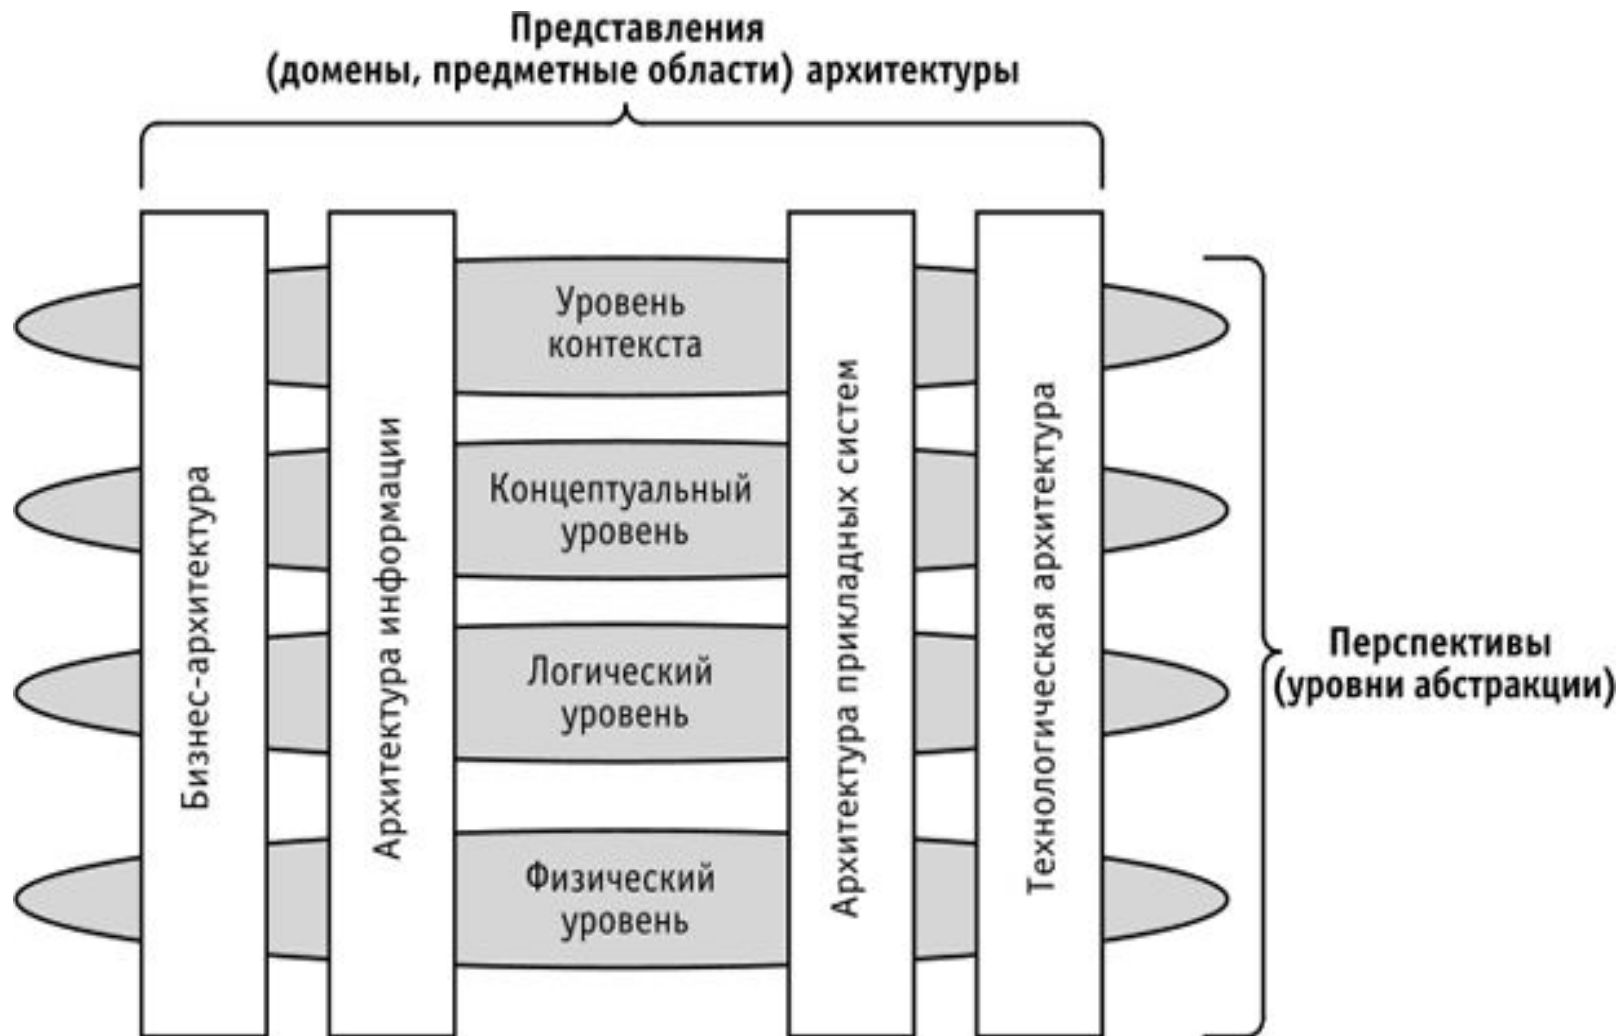 Представления
(домены, предметные области) архитектуры
Бизнес-архитектура
Архитектура информации
Уровень
контекста
Концептуальный
уровень
Логический
уровень
Физический
уровень
Архитектура прикладных систем
Технологическая архитектура
Перспективы
(уровни абстракции)